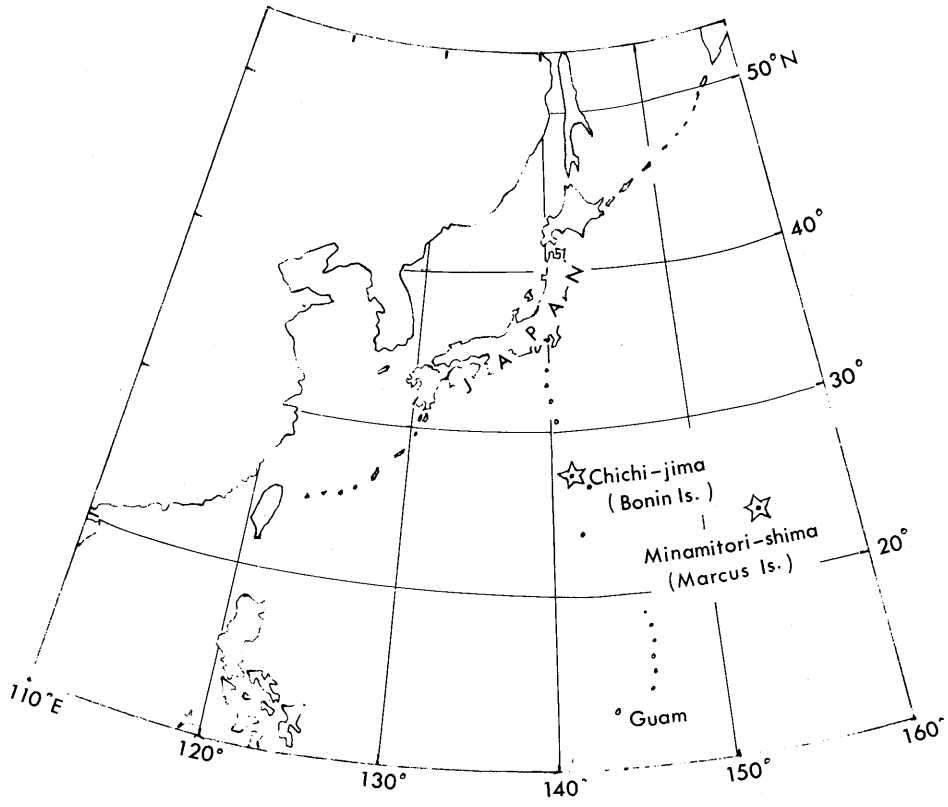 50°N
40°
J A P A N
30°
Chichi-jima
(Bonin Is.)
Minamitori-shima
(Marcus Is.)
20°
110°E
Guam
120°
130°
140°
150°
160°